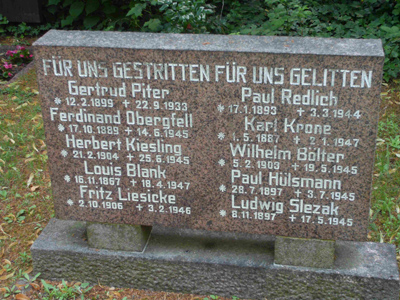 FÜR UNS GESTRITTEN FÜR UNS GELITTEN
Gertrud Piter
* 12.2.1899 + 22.9.1933
Ferdinand Obergfell
* 17.10.1889 + 14.6.1945
Herbert Kiesling
* 21.2.1904 + 25.6.1945
Louis Blank
* 16.11.1867 + 18.4.1947
Fritz Liesicke
* 2.10.1906 + 3.2.1946
Paul Redlich
* 17.1.1893 + 3.3.1944
Karl Krone
* 1.5.1887 + 2.1.1947
Wilhelm Bölter
* 5.2.1903 + 19.5.1945
Paul Hülsmann
* 28.7.1897 + 3.7.1945
Ludwig Slezak
* 8.11.1897 + 17.5.1945